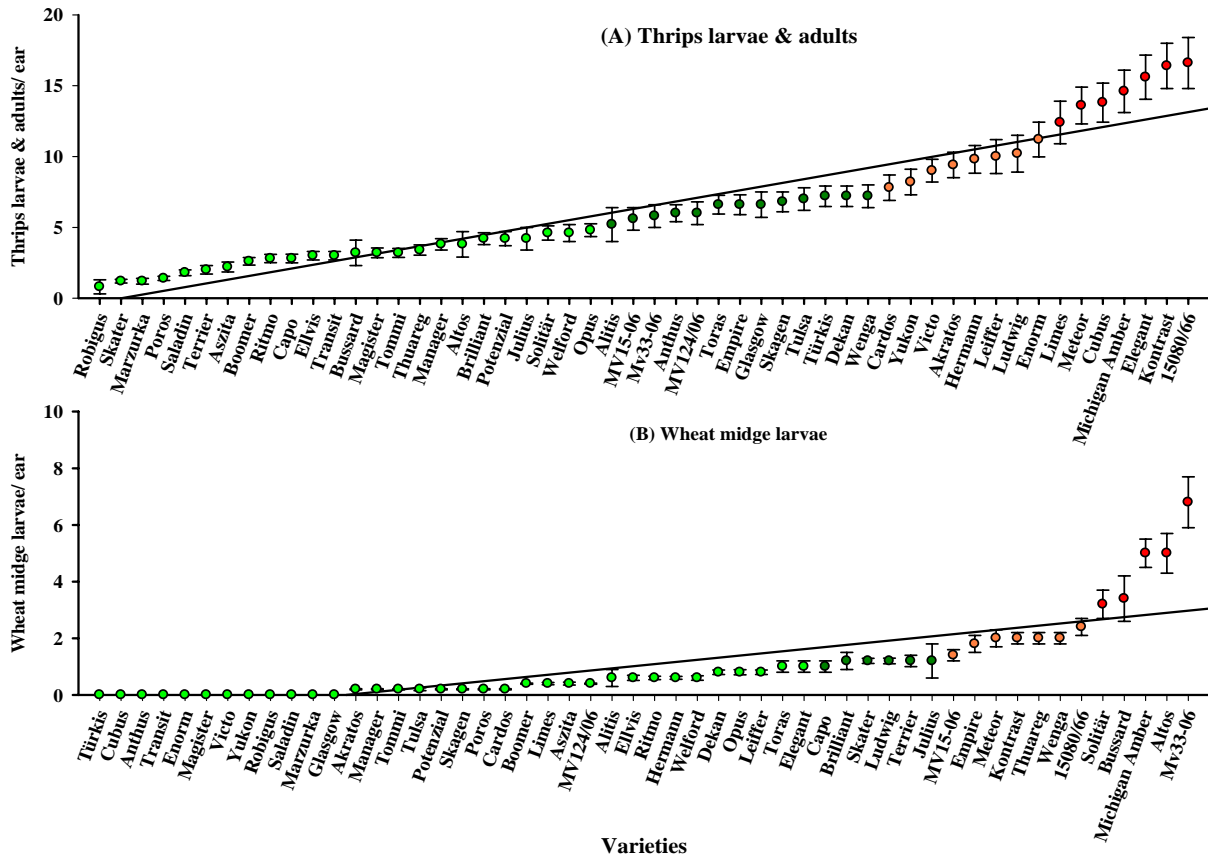 20
15
10
5
0
Thrips larvae & adults/ ear
(A) Thrips larvae & adults
Robigus
Skater
Marzurka
Poros
Saladin
Terrier
Aszita
Boomer
Ritmo
Capo
Ellvis
Transit
Bussard
Magister
Tommi
Thuareg
Manager
Altos
Brilliant
Potenzial
Julius
Solitär
Welford
Opus
Alitis
MV15-06
Mv33-06
Anthus
MV124/06
Toras
Empire
Glasgow
Skagen
Tulsa
Türkis
Dekan
Wenga
Cartos
Yukon
Victo
Akratos
Hermann
Leiffer
Ludwig
Enorm
Limes
Meteor
Cubus
Michigan Amber
Elegant
Kontrast
15080/66
10
8
6
4
2
0
Wheat midge larvae/ ear
(B) Wheat midge larvae
Türkis
Cubus
Anthus
Transit
Enorm
Magister
Victo
Yukon
Robigus
Saladin
Marzurka
Glasgow
Akratos
Manager
Tommi
Tulsa
Potenzial
Skagen
Poros
Cardos
Boomer
Limes
Aszita
MV124/06
Alitis
Ellvis
Ritmo
Hermann
Welford
Dekan
Opus
Leffer
Toras
Elegant
Capo
Brilliant
Skater
Ludwig
Terrier
Julius
MV15-06
Empire
Meteor
Kontrast
Thuareg
Wenga
15080/66
Solitär
Bussard
Michigan Amber
Altos
Mv33-06
Varieties